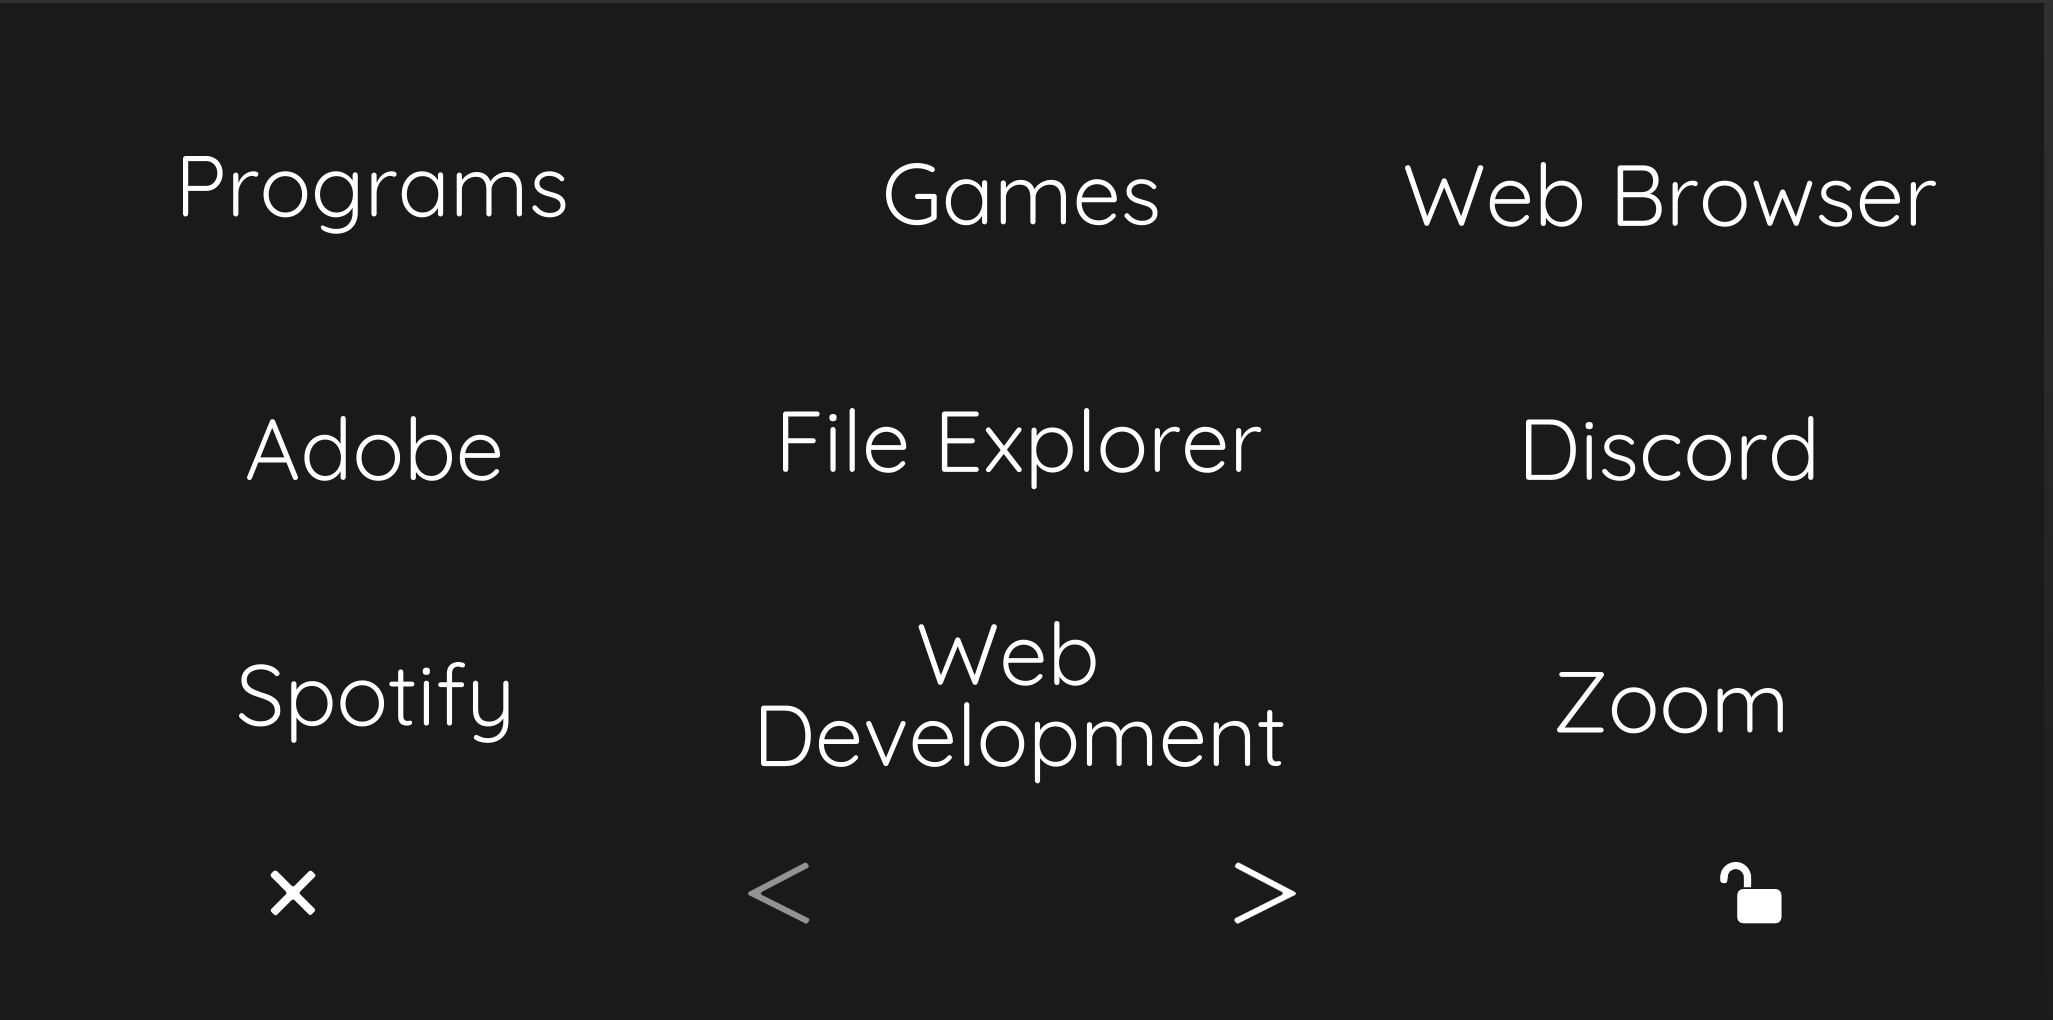 Programs
Games
Web Browser
Adobe
File Explorer
Discord
Spotify
Web
Development
Zoom